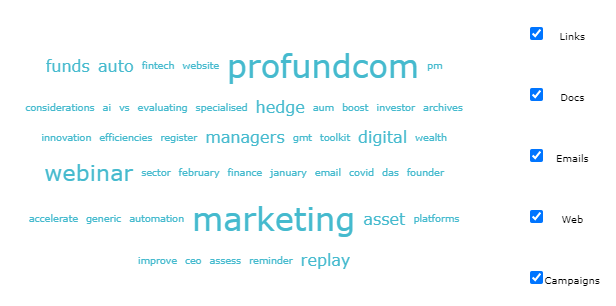 funds auto fintech website profundcom pm
considerations ai vs evaluating specialised hedge aum boost investor archives
innovation efficiencies register managers gmt toolkit digital wealth
webinar sector february finance january email covid das founder
accelerate generic automation marketing asset platforms
improve ceo assess reminder replay
Links
Docs
Emails
Web
Campaigns